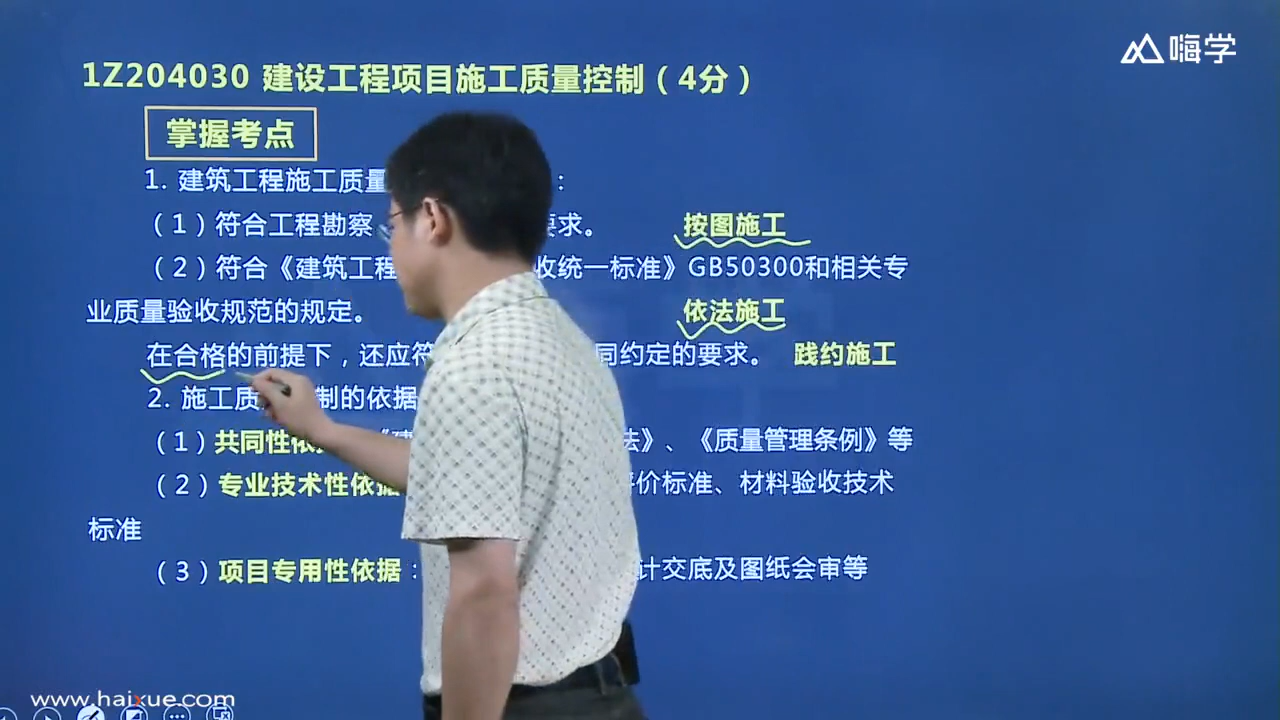 嗨学
1Z204030 建设工程项目施工质量控制（4分）
掌握考点
1. 建筑工程施工质量 ：
（1）符合工程勘察 要求。 按图施工
（2）符合《建筑工程 收统一标准》GB50300和相关专
业质量验收规范的规定。 依法施工
在合格的前提下，还应符 同约定的要求。 践约施工
2. 施工质 制的依据
（1）共同性依 《建 法》、《质量管理条例》等
（2）专业技术性依据 评价标准、材料验收技术
标准
（3）项目专用性依据： 计交底及图纸会审等
www.haixue.com